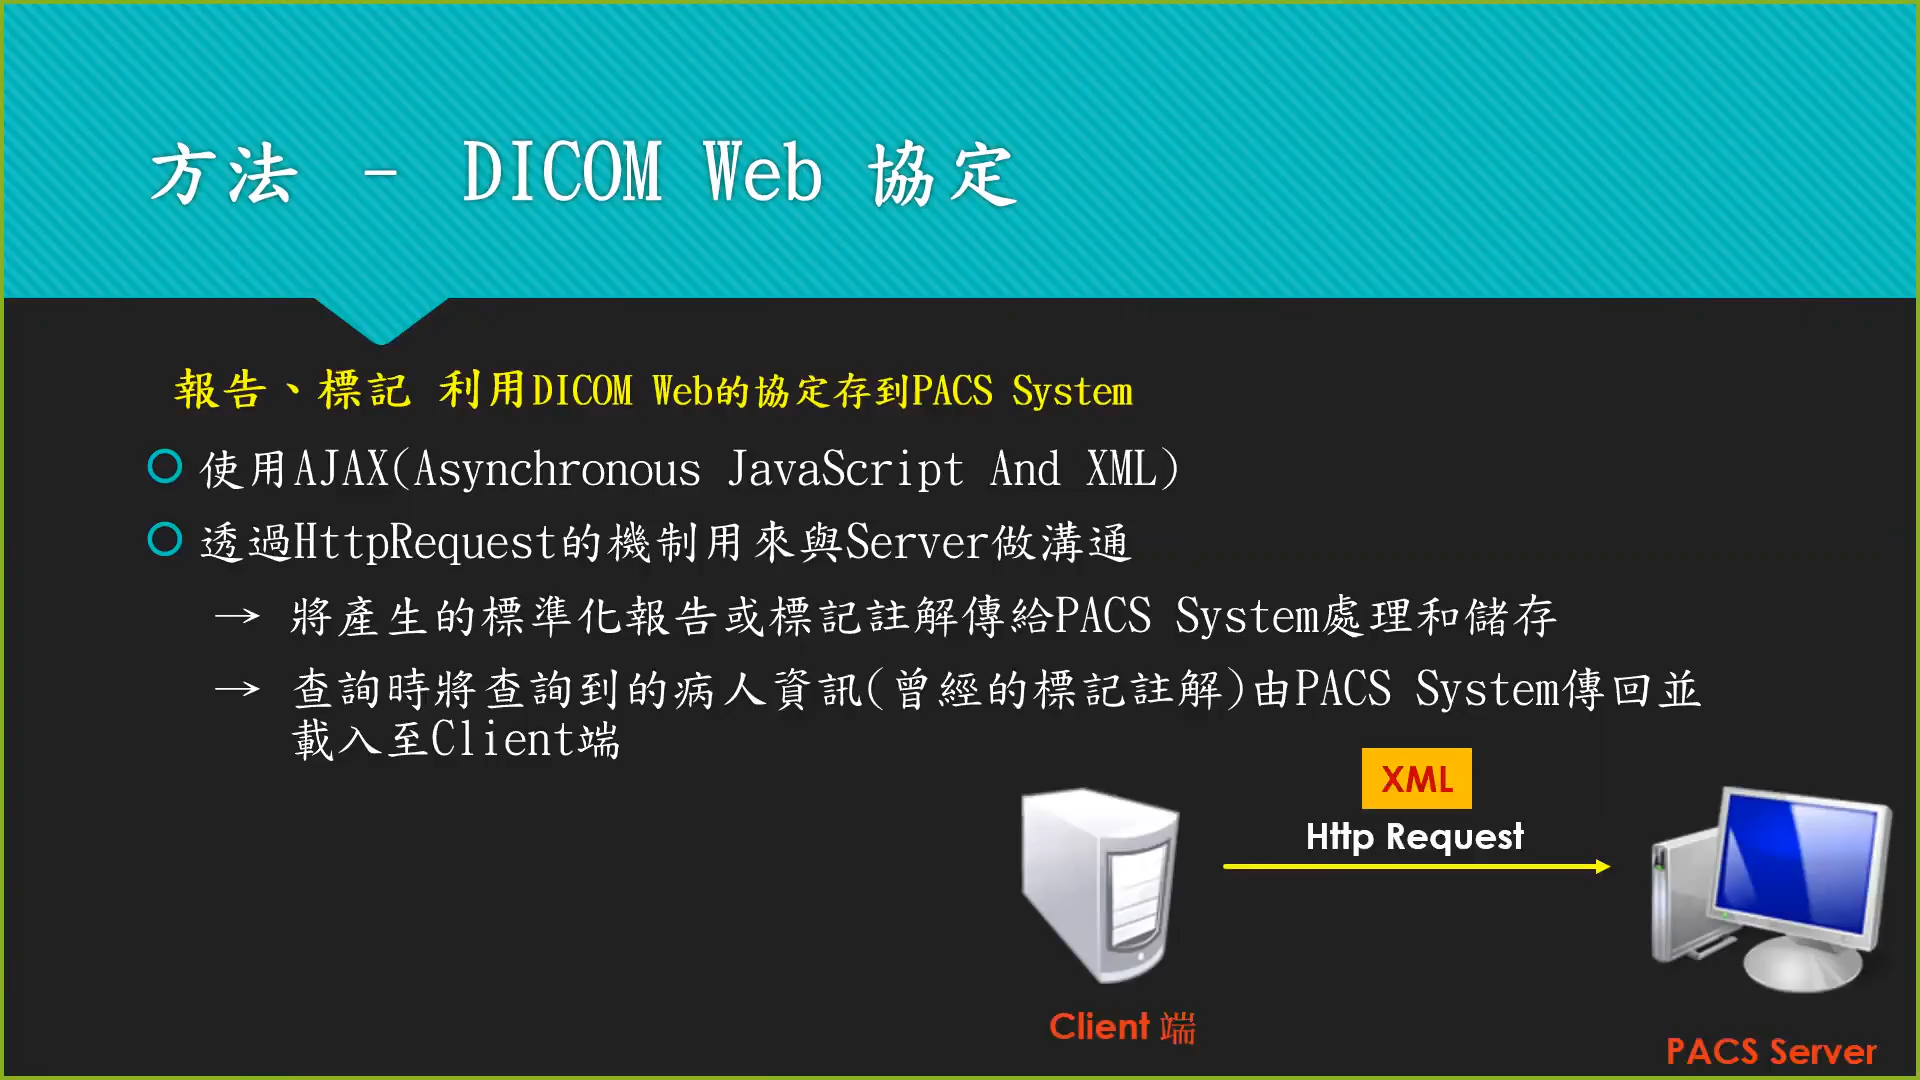 方法 - DICOM Web 協定
報告、標記 利用DICOM Web的協定存到PACS System
使用AJAX(Asynchronous JavaScript And XML)
透過HttpRequest的機制用來與Server做溝通
→ 將產生的標準化報告或標記註解傳給PACS System處理和儲存
→ 查詢時將查詢到的病人資訊(曾經的標記註解)由PACS System傳回並
載入至Client端
XML
Http Request
Client 端
PACS Server